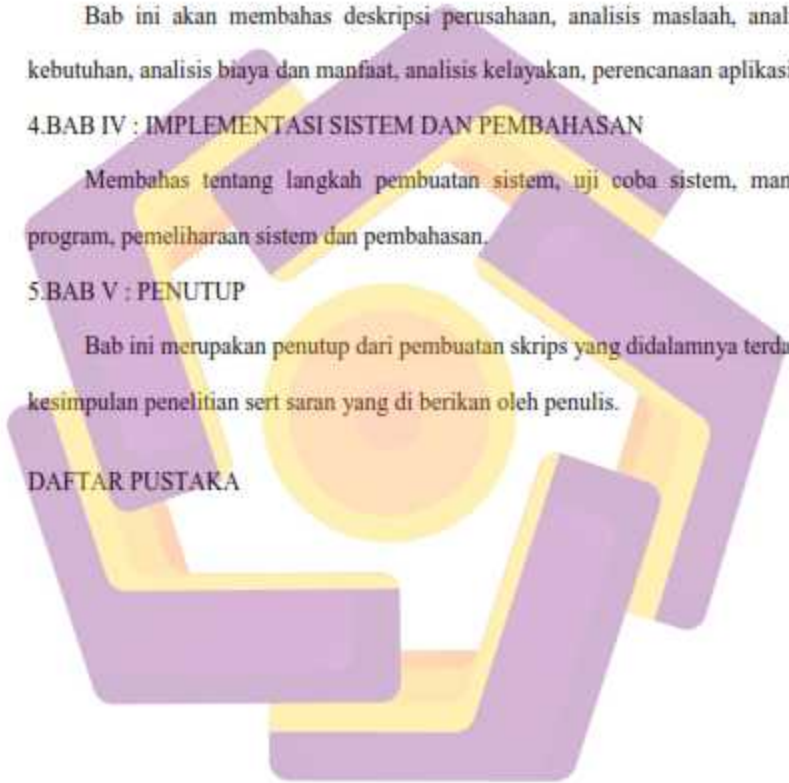 Bab ini akan membahas deskripsi perusahaan, analisis maslaah, anal
kebutuhan, analisis biaya dan manfaat, analisis kelayakan, perencanaan aplikasi
4.BAB IV : IMPLEMENTASI SISTEM DAN PEMBAHASAN
Membahas tentang langkah pembuatan sistem, uji coba sistem, man
program, pemeliharaan sistem dan pembahasan.
5.BAB V : PENUTUP
Bab ini merupakan penutup dari pembuatan skrips yang didalamnya terda
kesimpulan penelitian sert saran yang di berikan oleh penulis.
DAFTAR PUSTAKA